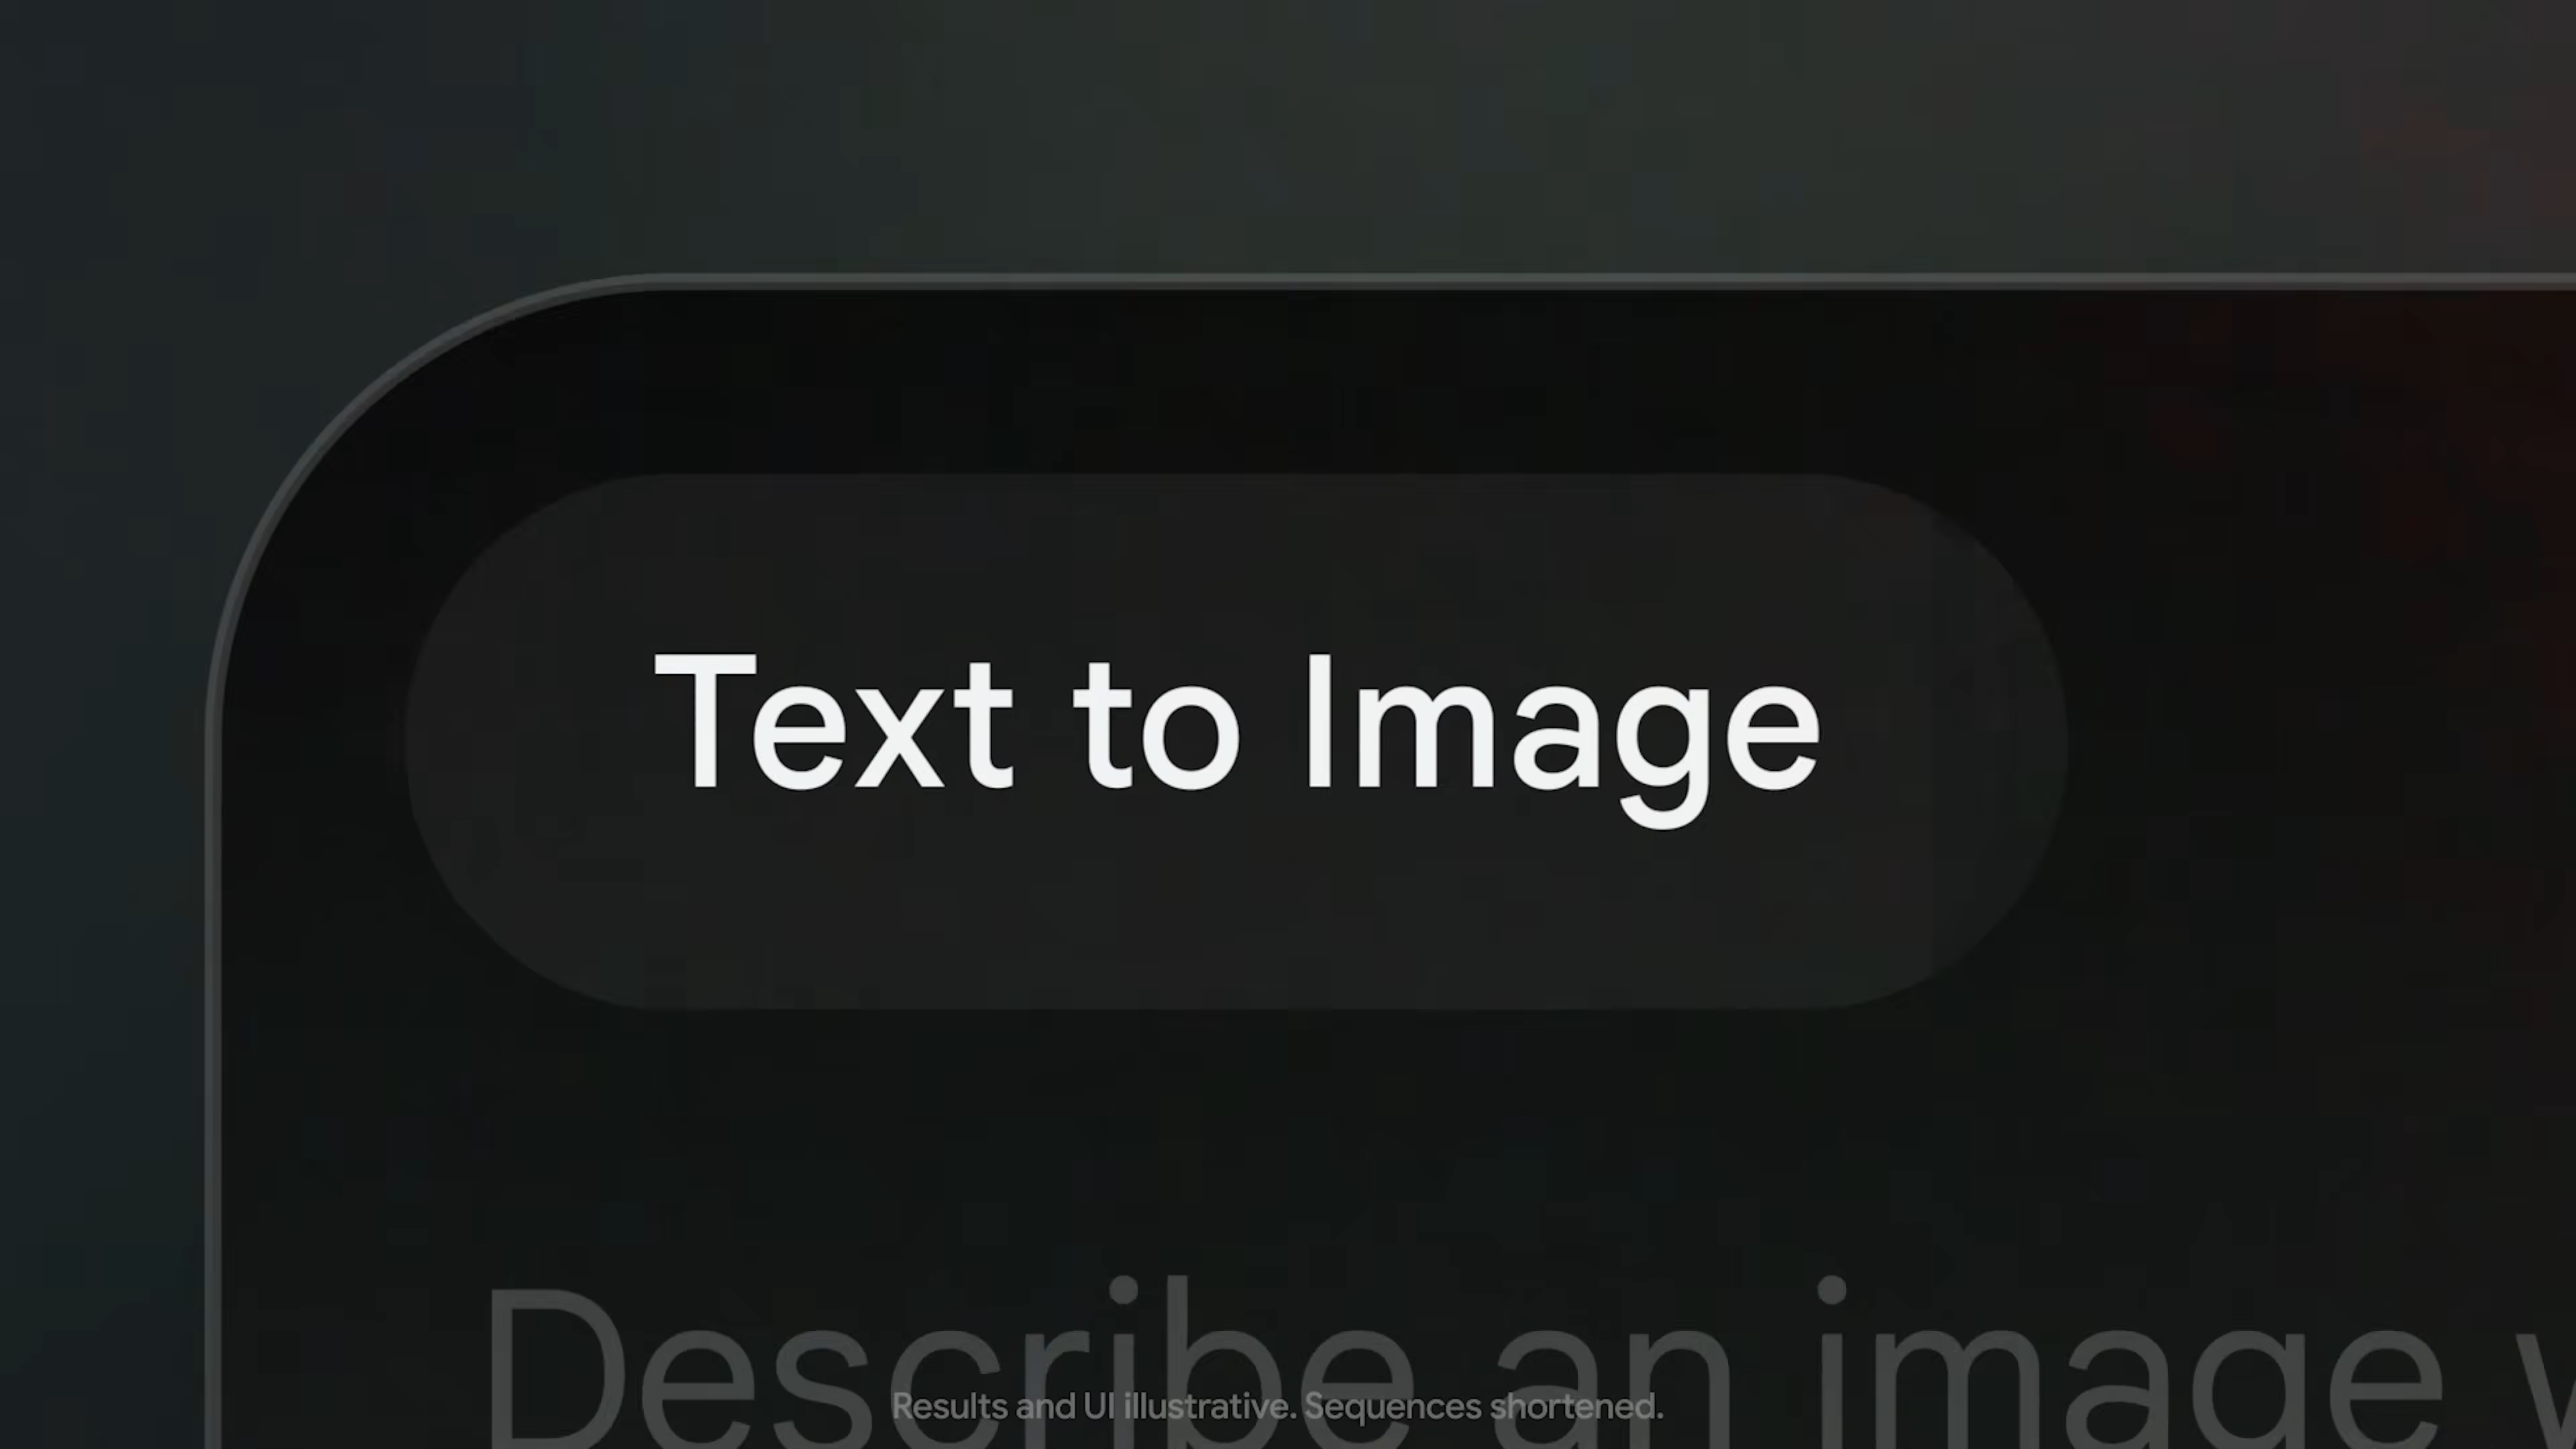 Text to Image
Describe an image
Results and UI illustrative. Sequences shortened.